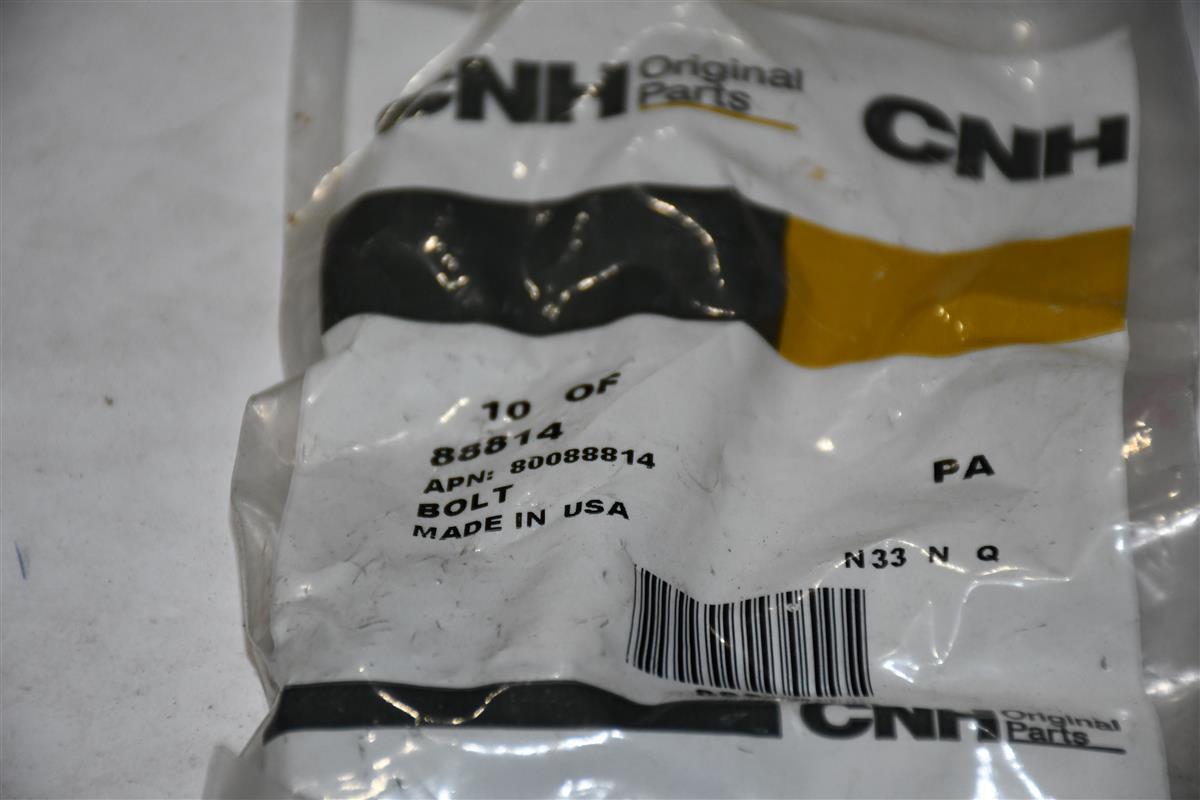 CNH Original Parts
CNH
10 OF
88814
APN: 80088814
BOLT
MADE IN USA
PA
N33 N Q
CNH Original Parts